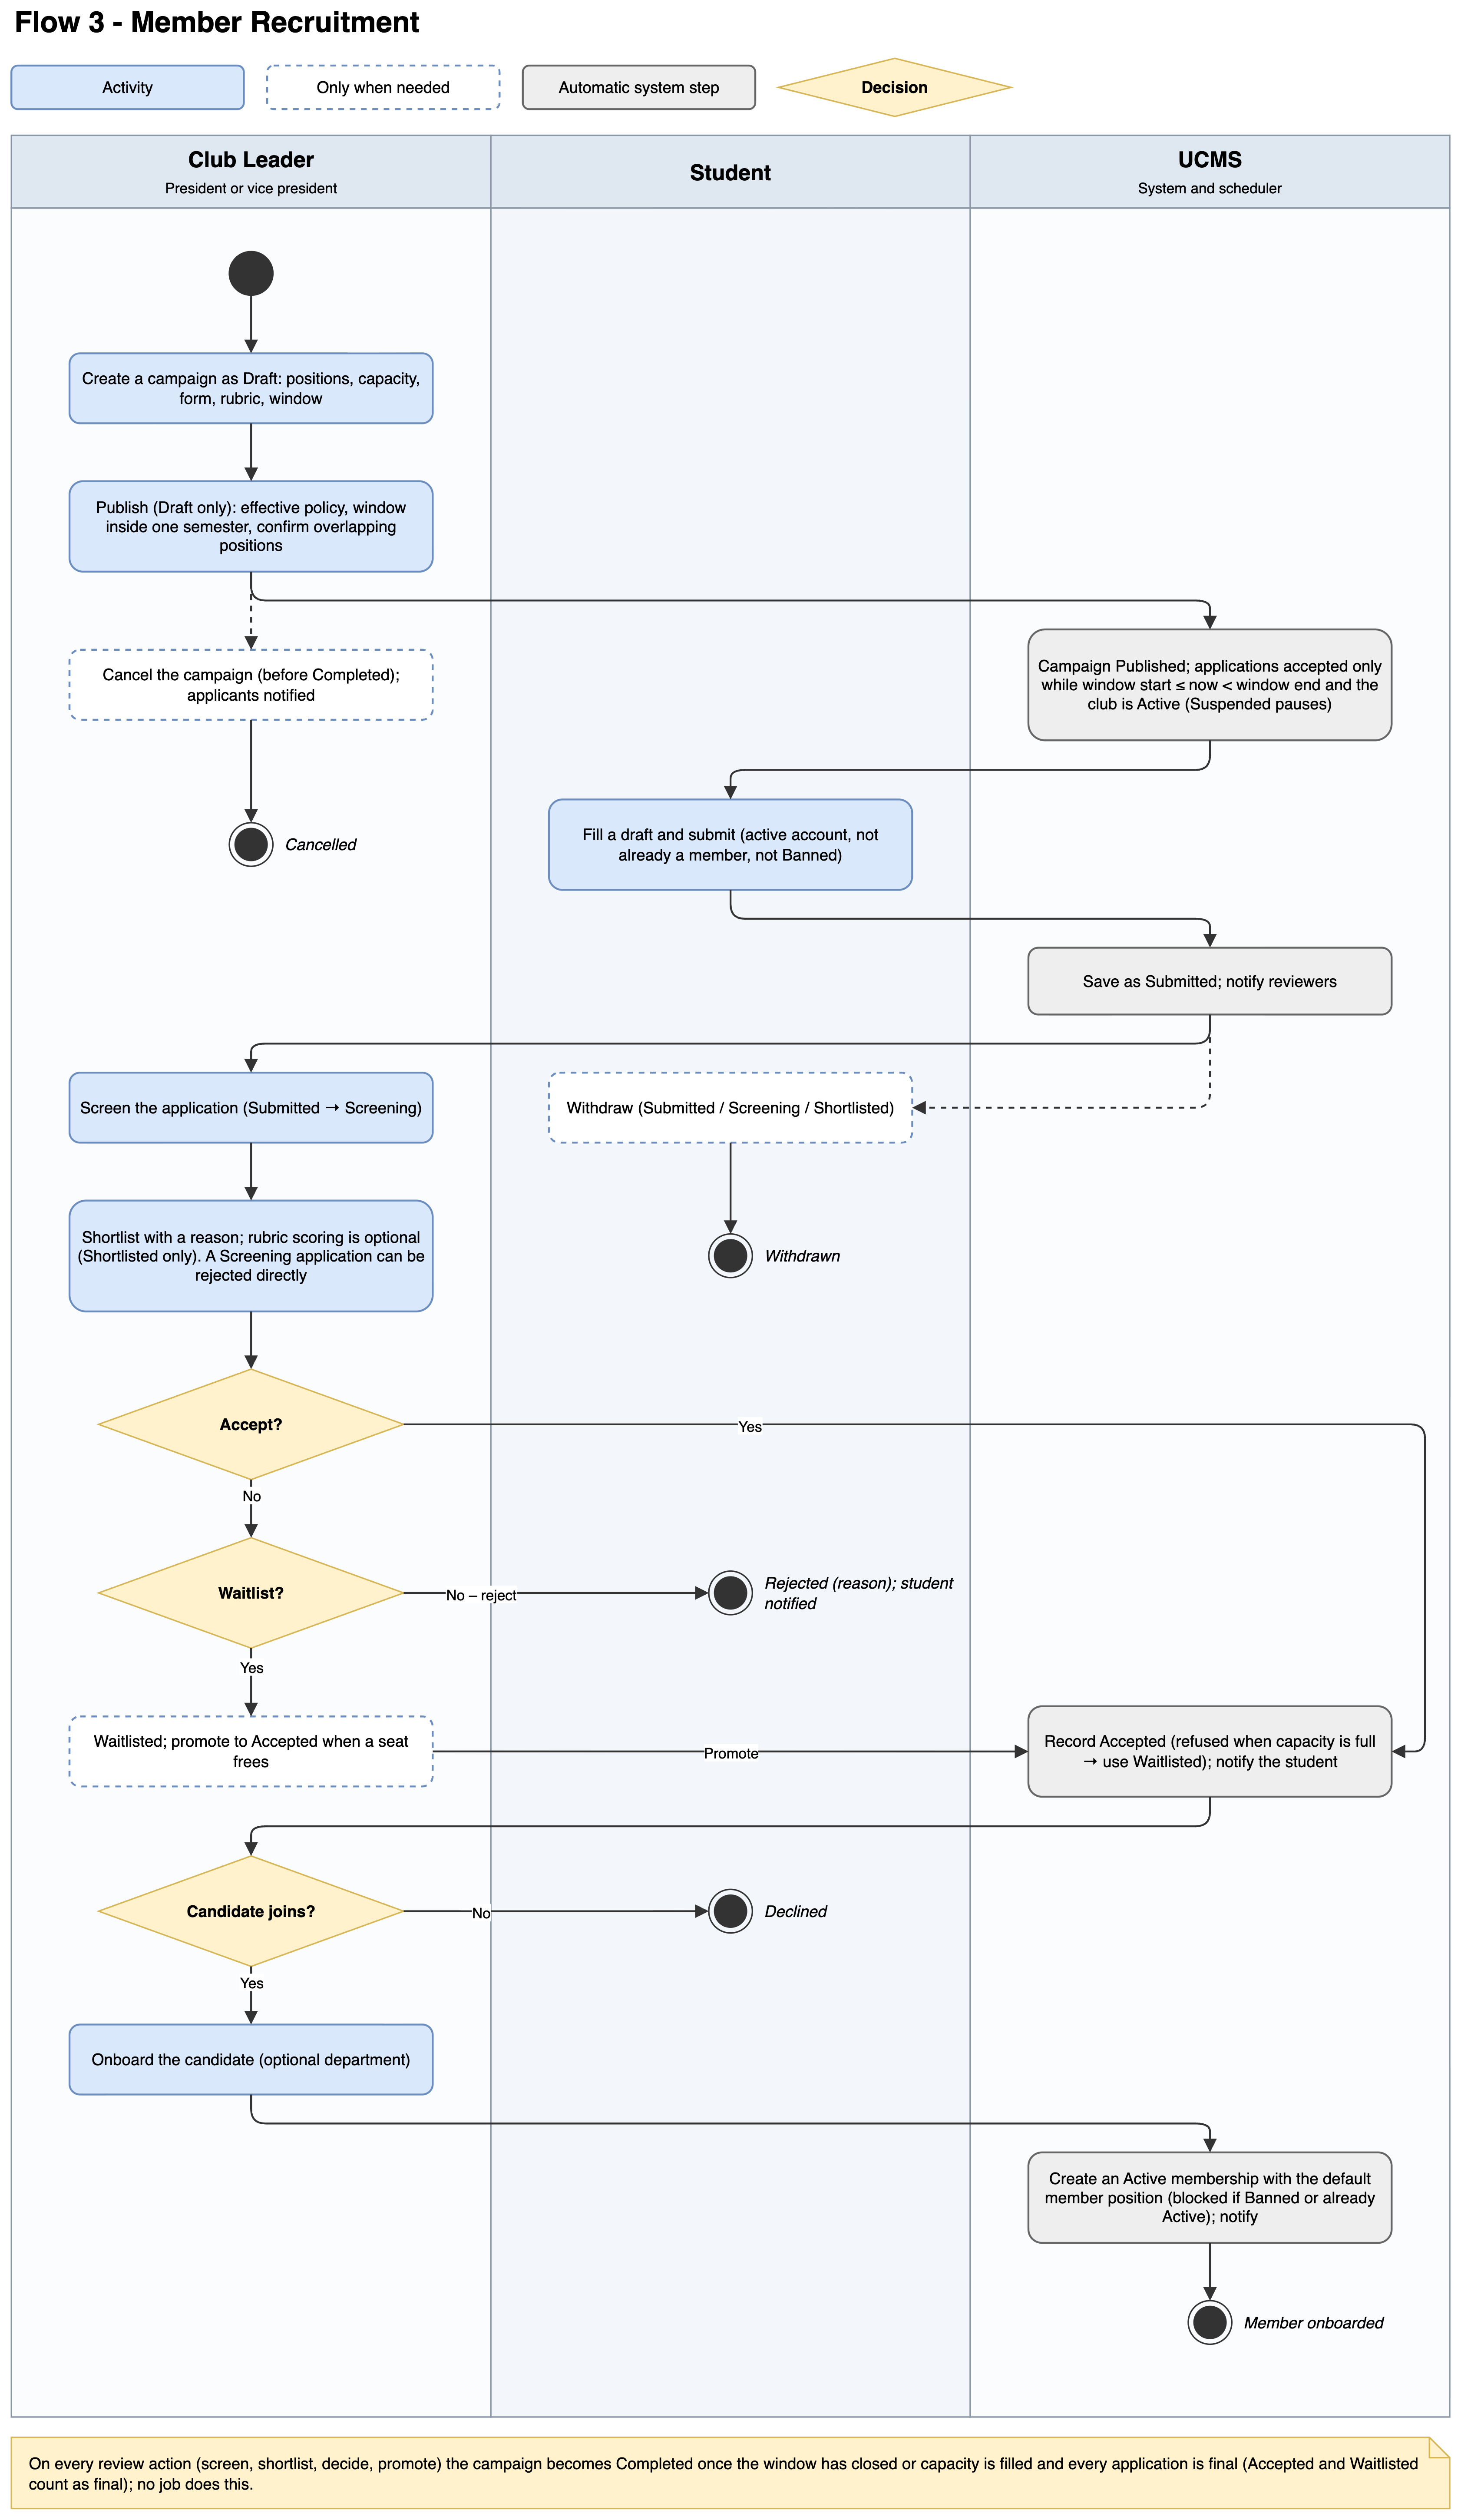 Flow 3 - Member Recruitment
Activity
Only when needed
Automatic system step
Decision
Club Leader
President or vice president
Student
UCMS
System and scheduler
Create a campaign as Draft: positions, capacity,
form, rubric, window
Publish (Draft only): effective policy, window
inside one semester, confirm overlapping
positions
Cancel the campaign (before Completed);
applicants notified
Campaign Published; applications accepted only
while window start ≤ now < window end and the
club is Active (Suspended pauses)
Fill a draft and submit (active account, not
already a member, not Banned)
Cancelled
Save as Submitted; notify reviewers
Screen the application (Submitted → Screening)
Withdraw (Submitted / Screening / Shortlisted)
Shortlist with a reason; rubric scoring is optional
(Shortlisted only). A Screening application can be
rejected directly
Withdrawn
Accept?
Yes
No
Waitlist?
No – reject
Rejected (reason); student
notified
Yes
Waitlisted; promote to Accepted when a seat
frees
Promote
Record Accepted (refused when capacity is full
→ use Waitlisted); notify the student
Candidate joins?
No
Declined
Yes
Onboard the candidate (optional department)
Create an Active membership with the default
member position (blocked if Banned or already
Active); notify
Member onboarded
On every review action (screen, shortlist, decide, promote) the campaign becomes Completed once the window has closed or capacity is filled and every application is final (Accepted and Waitlisted
count as final); no job does this.